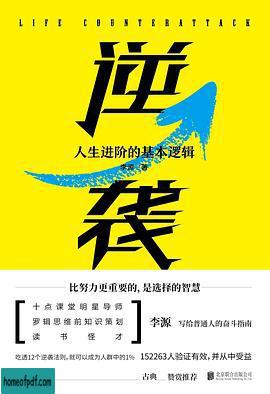 LIFE COUNTERATTACK
逆
人生进阶的基本逻辑
李源 著
袭
比努力更重要的,是选择的智慧
十点课堂明星导师
罗辑思维前知识策划
读书怪才
李源 写给普通人的奋斗指南
吃透12个逆袭法则,就可以成为人群中的1%
152263人验证有效,并从中受益
古典 赞赏推荐
北京联合出版公司
homeofpdf.com